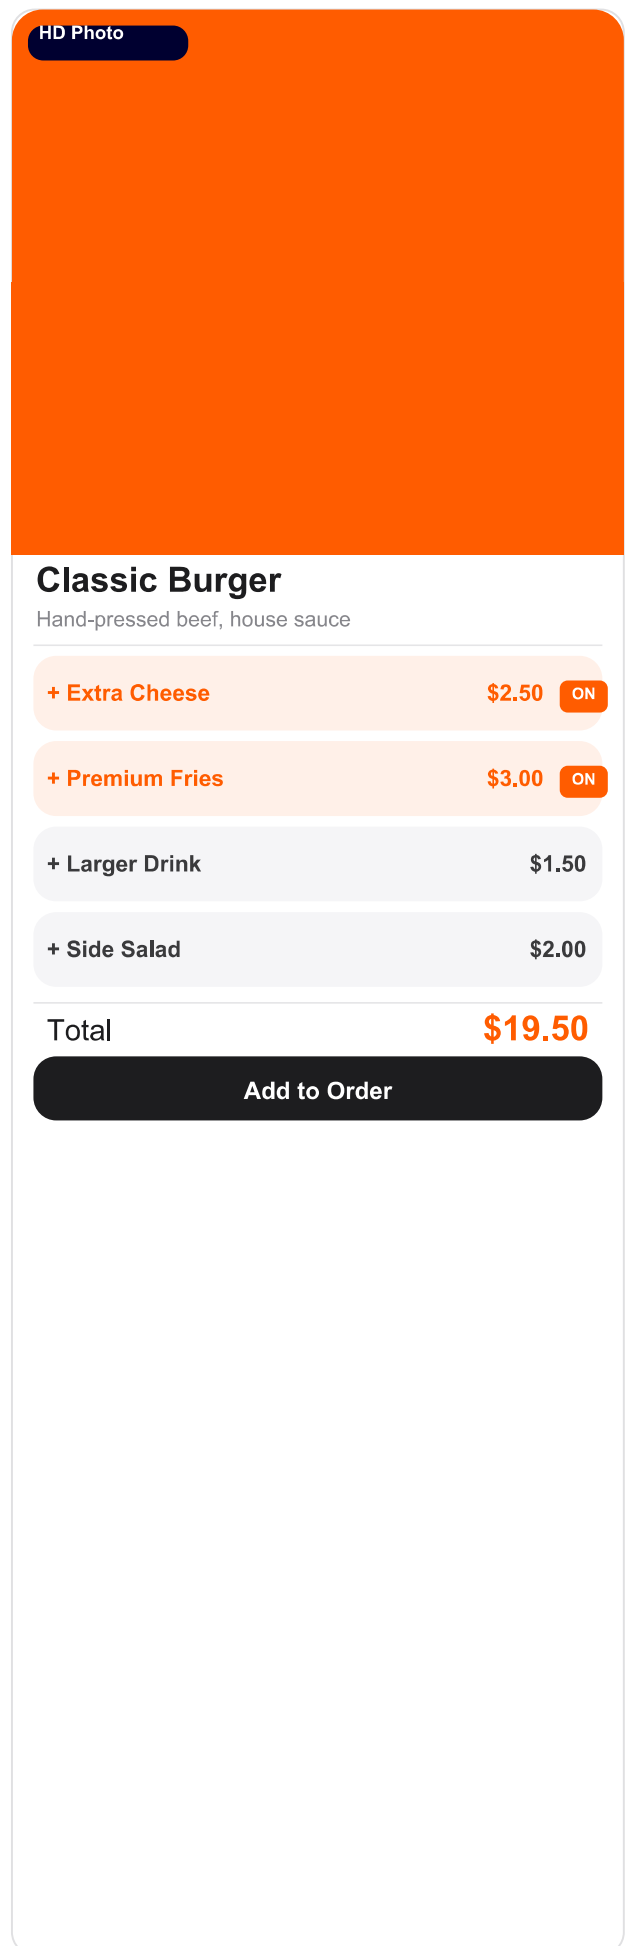 HD Photo
Classic Burger
Hand-pressed beef, house sauce
+ Extra Cheese $2.50 ON
+ Premium Fries $3.00 ON
+ Larger Drink $1.50
+ Side Salad $2.00
Total $19.50
Add to Order